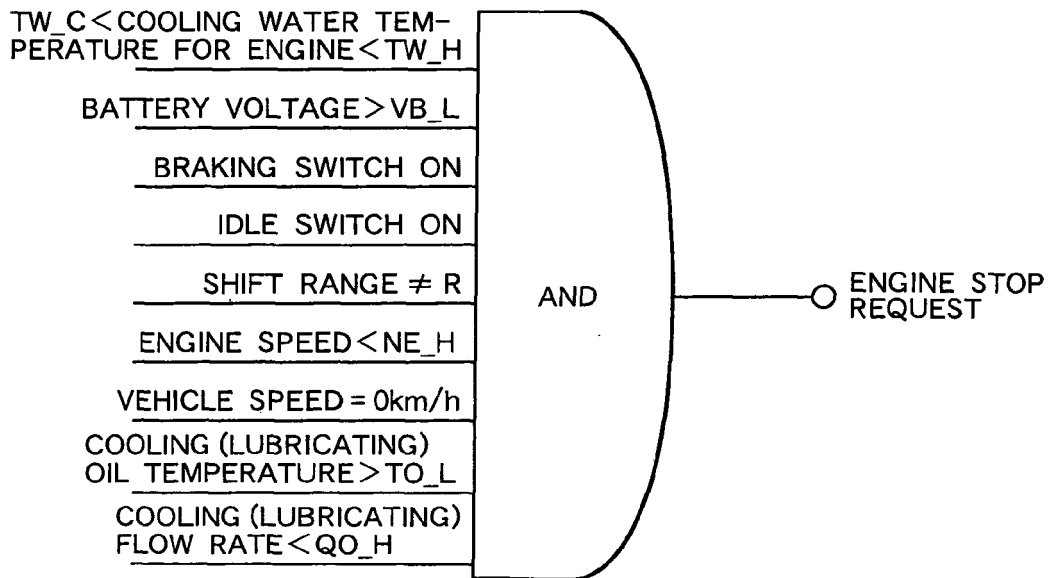 TW_C<COOLING WATER TEM-
PERATURE FOR ENGINE<TW_H
BATTERY VOLTAGE>VB_L
BRAKING SWITCH ON
IDLE SWITCH ON
SHIFT RANGE ≠ R
ENGINE SPEED<NE_H
VEHICLE SPEED=0km/h
COOLING (LUBRICATING)
OIL TEMPERATURE>TO_L
COOLING (LUBRICATING)
FLOW RATE<QO_H
AND
ENGINE STOP
REQUEST